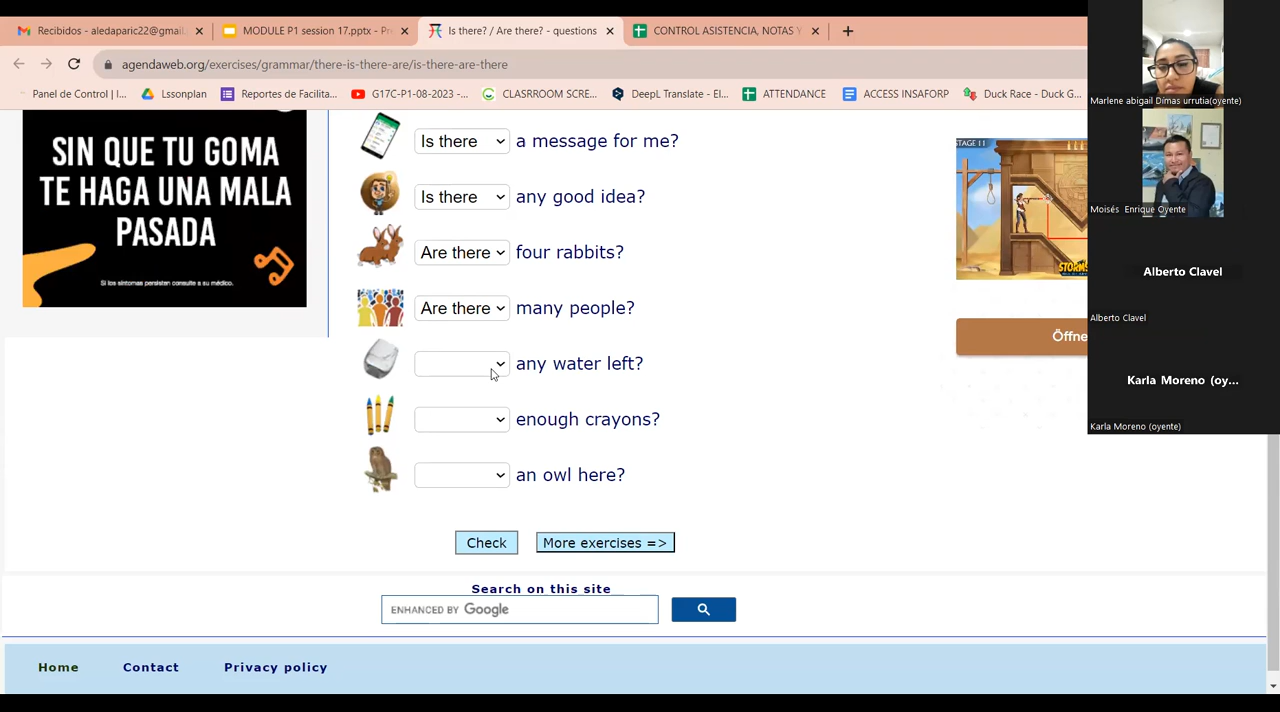 Recibidos - aledaparic22@gmail.
MODULE P1 session 17.pptx - Pre
Is there? / Are there? - questions
CONTROL ASISTENCIA, NOTAS Y
agendaweb.org/exercises/grammar/there-is-there-are/is-there-are-there
Panel de Control | I...
Lssonplan
Reportes de Facilita...
G17C-P1-08-2023 -...
CLASSROOM SCRE...
DeepL Translate - El...
ATTENDANCE
ACCESS INSAFORP
Duck Race - Duck G...
SIN QUE TU GOMA
TE HAGA UNA MALA
PASADA
Si los síntomas persisten consulte a su médico.
Is there a message for me?
Is there any good idea?
Are there four rabbits?
Are there many people?
any water left?
enough crayons?
an owl here?
Check
More exercises =>
STAGE 11
STORMS
Öffne
Marlene abigail Dímas urrutia(oyente)
Moisés Enrique Oyente
Alberto Clavel
Alberto Clavel
Karla Moreno (oy...
Karla Moreno (oyente)
Search on this site
ENHANCED BY Google
Home
Contact
Privacy policy